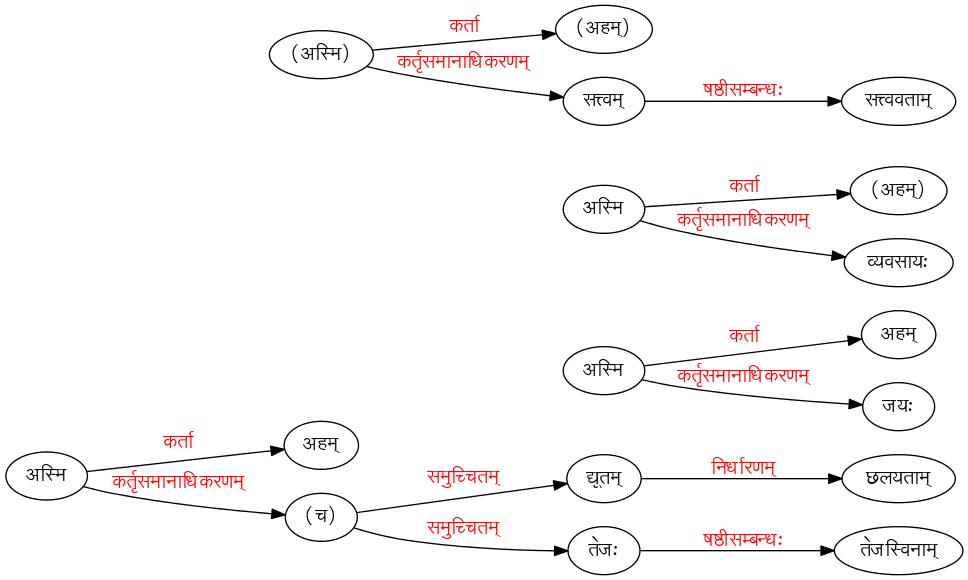 कर्ता
(अहम्)
(अस्मि)
कर्तृसमानाधिकरणम्
सत्त्वम्
षष्ठीसम्बन्धः
सत्त्ववताम्
कर्ता
(अहम्)
अस्मि
कर्तृसमानाधिकरणम्
व्यवसायः
कर्ता
अहम्
अस्मि
कर्तृसमानाधिकरणम्
जयः
कर्ता
अहम्
अस्मि
कर्तृसमानाधिकरणम्
(च)
समुच्चितम्
द्यूतम्
निर्धारणम्
छलयताम्
समुच्चितम्
तेजः
षष्ठीसम्बन्धः
तेजस्विनाम्